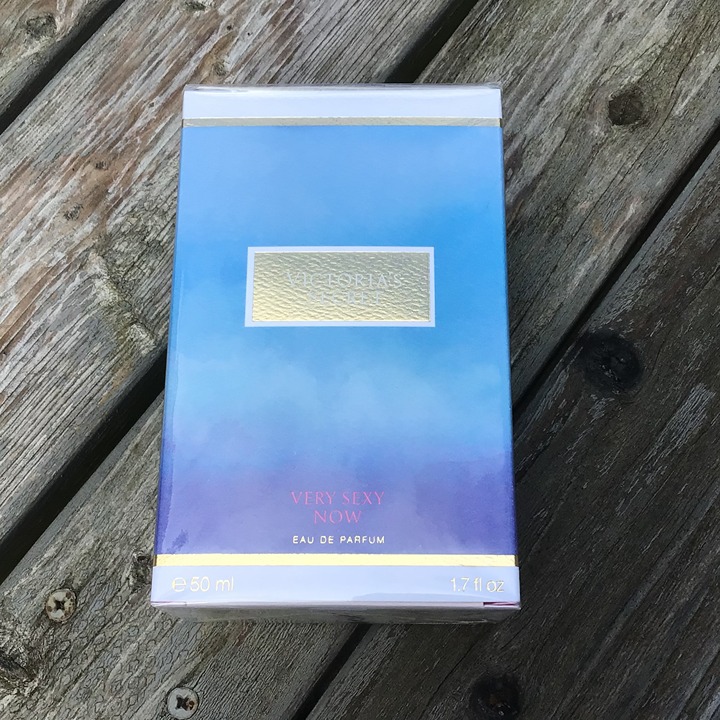 VICTORIA'S
SECRET
VERY SEXY
NOW
EAU DE PARFUM
℮ 50 ml 1.7 fl oz